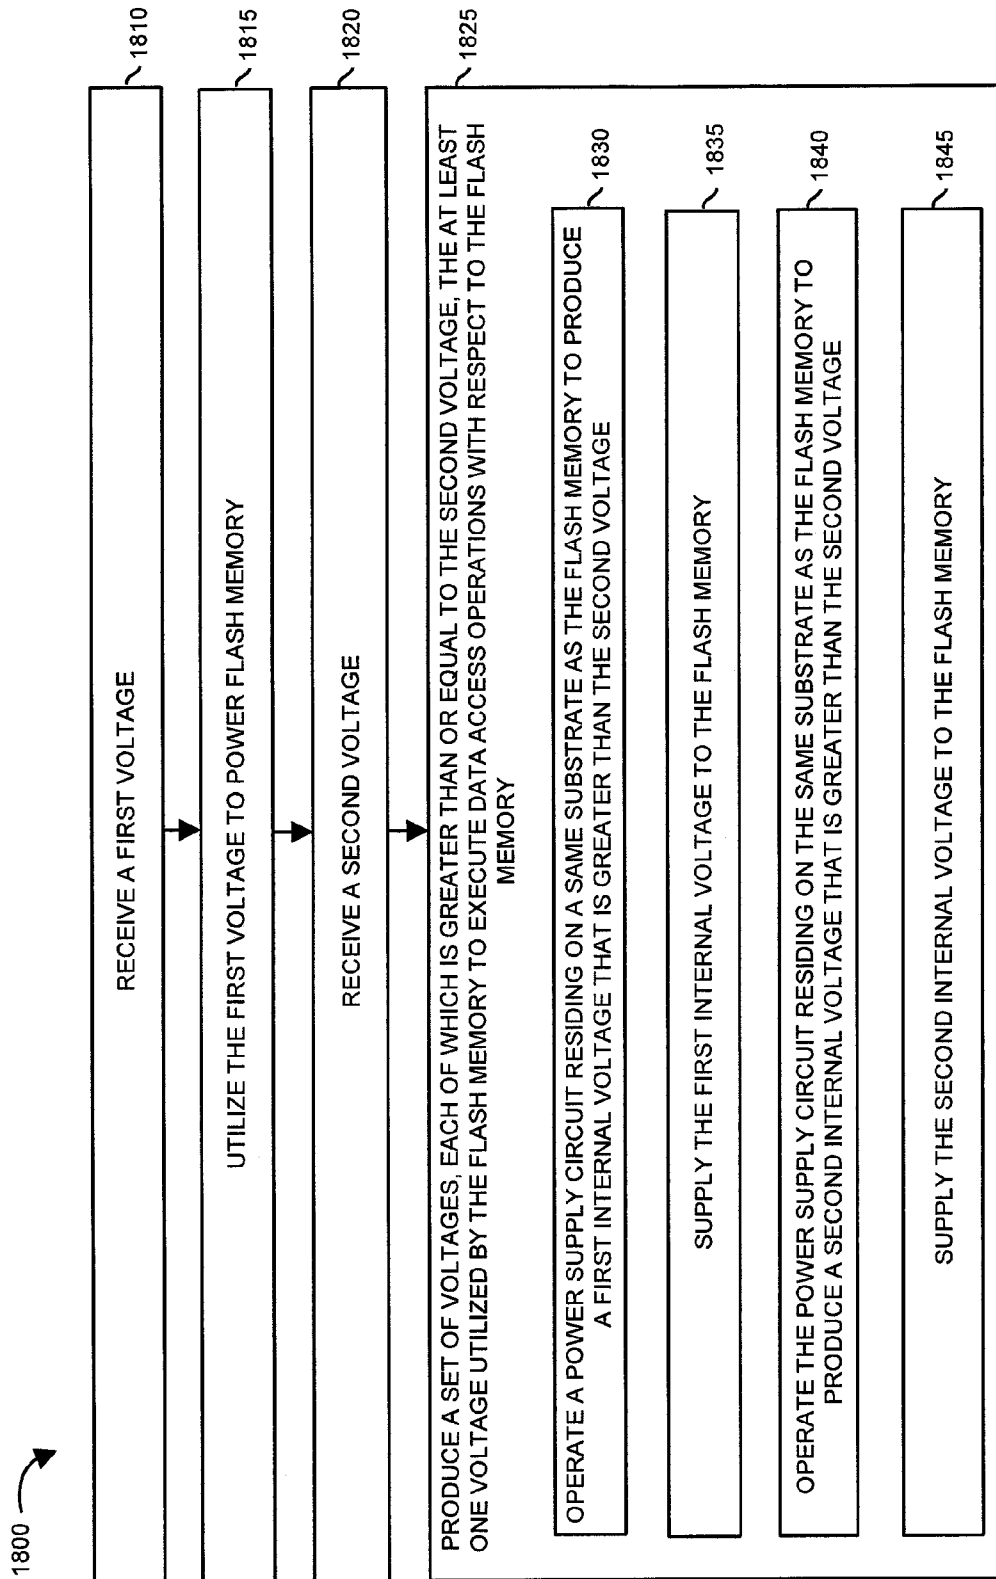 1800
RECEIVE A FIRST VOLTAGE
1810
UTILIZE THE FIRST VOLTAGE TO POWER FLASH MEMORY
1815
RECEIVE A SECOND VOLTAGE
1820
PRODUCE A SET OF VOLTAGES, EACH OF WHICH IS GREATER THAN OR EQUAL TO THE SECOND VOLTAGE, THE AT LEAST
ONE VOLTAGE UTILIZED BY THE FLASH MEMORY TO EXECUTE DATA ACCESS OPERATIONS WITH RESPECT TO THE FLASH
MEMORY
1825
OPERATE A POWER SUPPLY CIRCUIT RESIDING ON A SAME SUBSTRATE AS THE FLASH MEMORY TO PRODUCE
A FIRST INTERNAL VOLTAGE THAT IS GREATER THAN THE SECOND VOLTAGE
1830
SUPPLY THE FIRST INTERNAL VOLTAGE TO THE FLASH MEMORY
1835
OPERATE THE POWER SUPPLY CIRCUIT RESIDING ON THE SAME SUBSTRATE AS THE FLASH MEMORY TO
PRODUCE A SECOND INTERNAL VOLTAGE THAT IS GREATER THAN THE SECOND VOLTAGE
1840
SUPPLY THE SECOND INTERNAL VOLTAGE TO THE FLASH MEMORY
1845